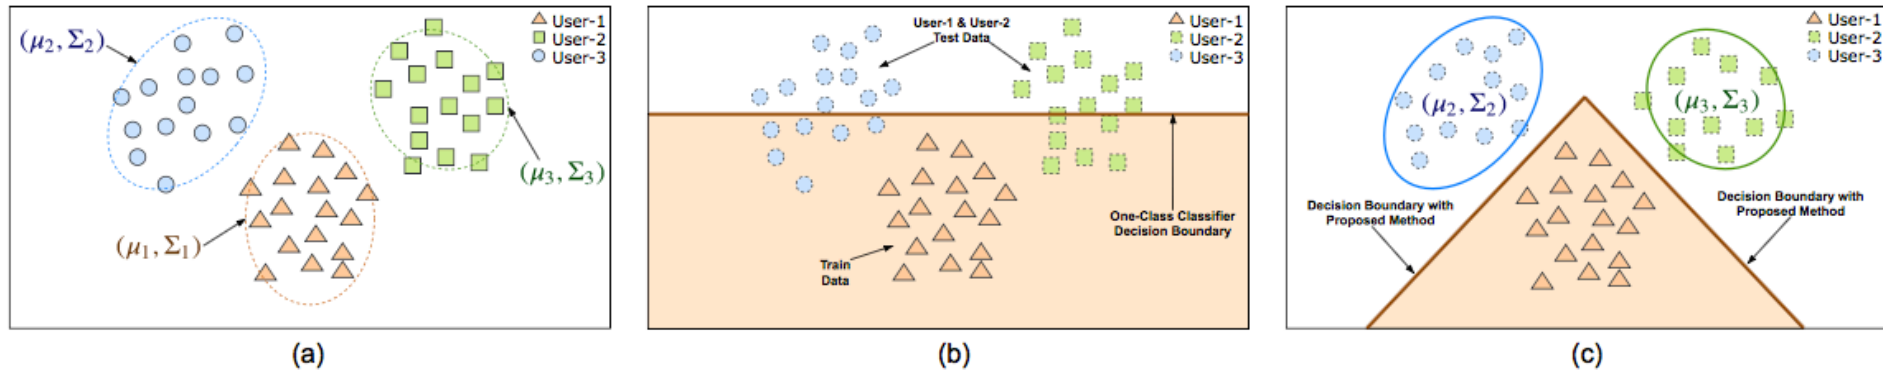 User-1
User-2
User-3
(μ₂, Σ₂)
(μ₃, Σ₃)
(μ₁, Σ₁)
(a)
User-1 & User-2
Test Data
User-1
User-2
User-3
One-Class Classifier
Decision Boundary
Train
Data
(b)
User-1
User-2
User-3
(μ₂, Σ₂)
(μ₃, Σ₃)
Decision Boundary with
Proposed Method
Decision Boundary with
Proposed Method
(c)